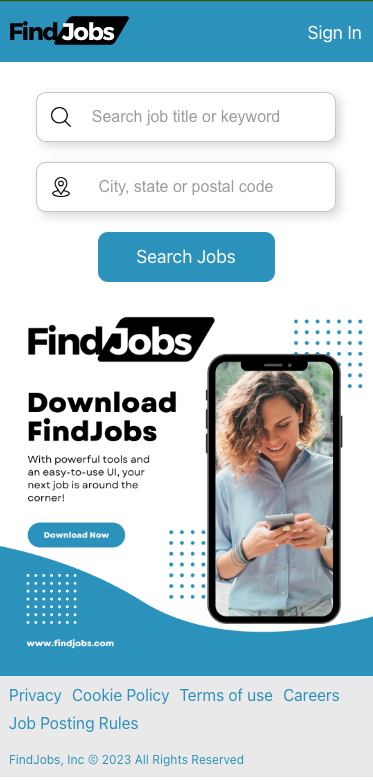 FindJobs
Sign In
Search job title or keyword
City, state or postal code
Search Jobs
FindJobs
Download
FindJobs
With powerful tools and
an easy-to-use UI, your
next job is around the
corner!
Download Now
www.findjobs.com
Privacy Cookie Policy Terms of use Careers
Job Posting Rules
FindJobs, Inc © 2023 All Rights Reserved